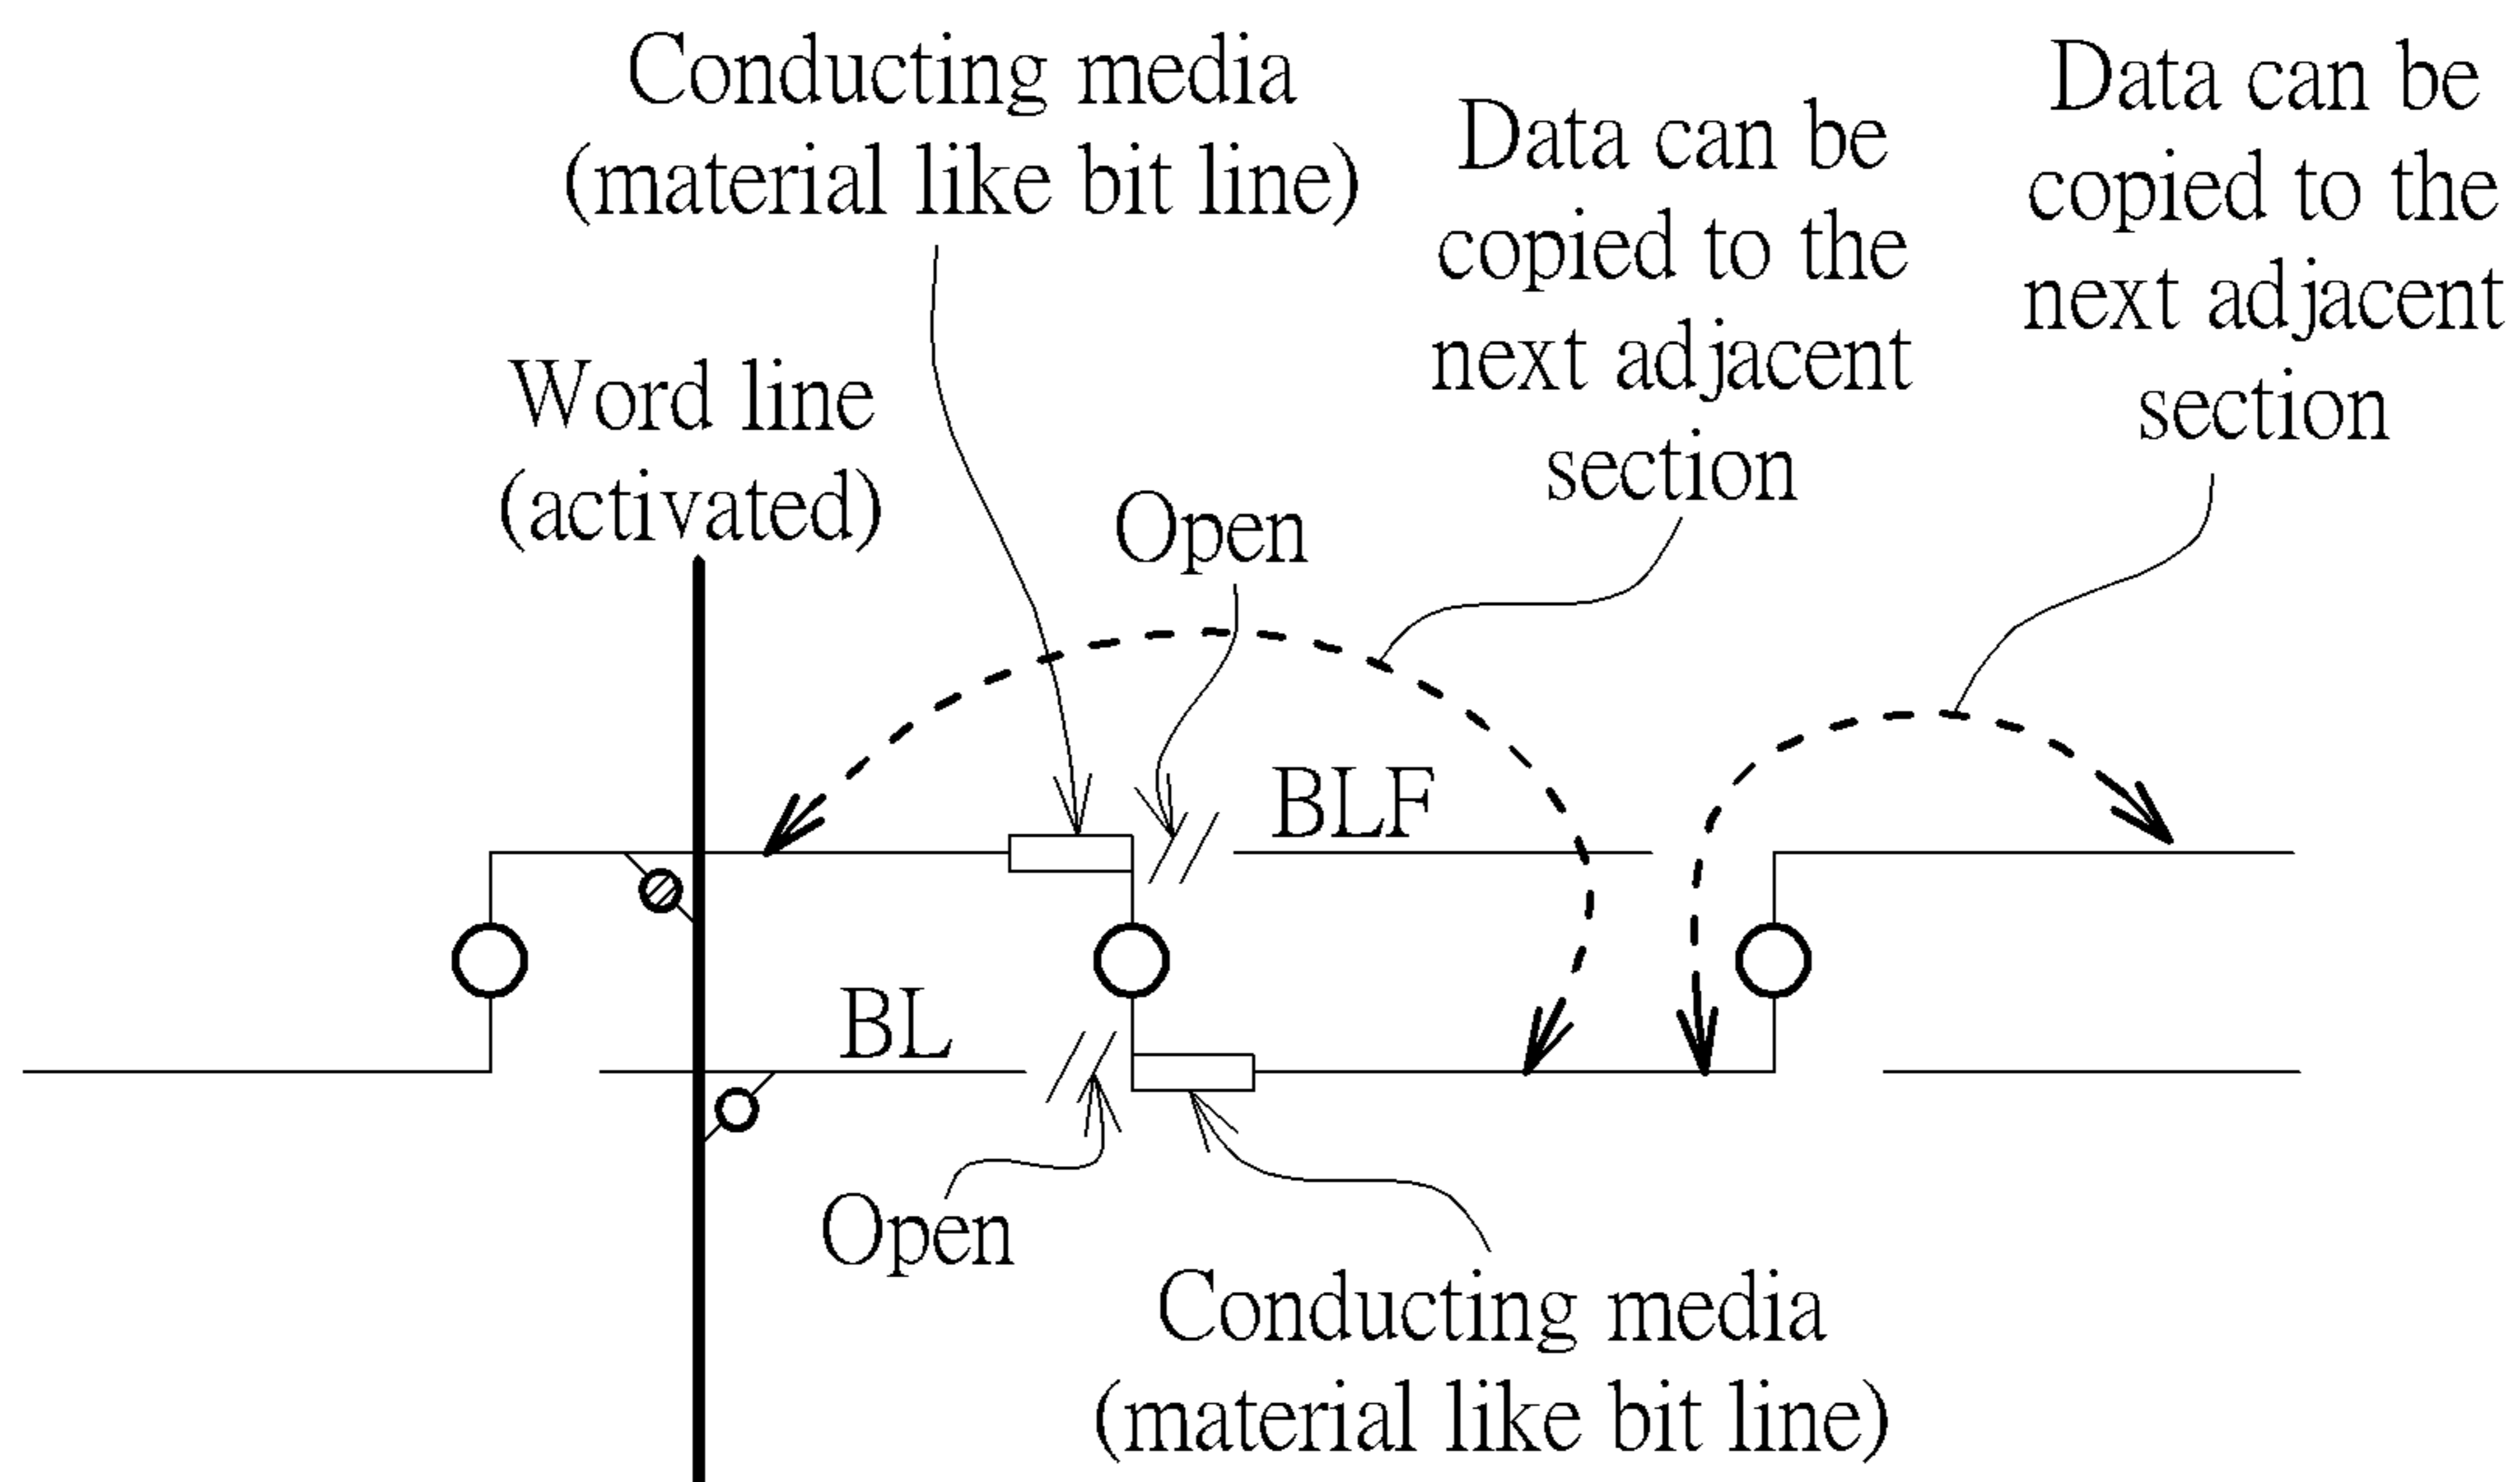 Conducting media
(material like bit line)
Data can be
copied to the
next adjacent
section
Data can be
copied to the
next adjacent
section
Word line
(activated)
Open
BLF
BL
Open
Conducting media
(material like bit line)